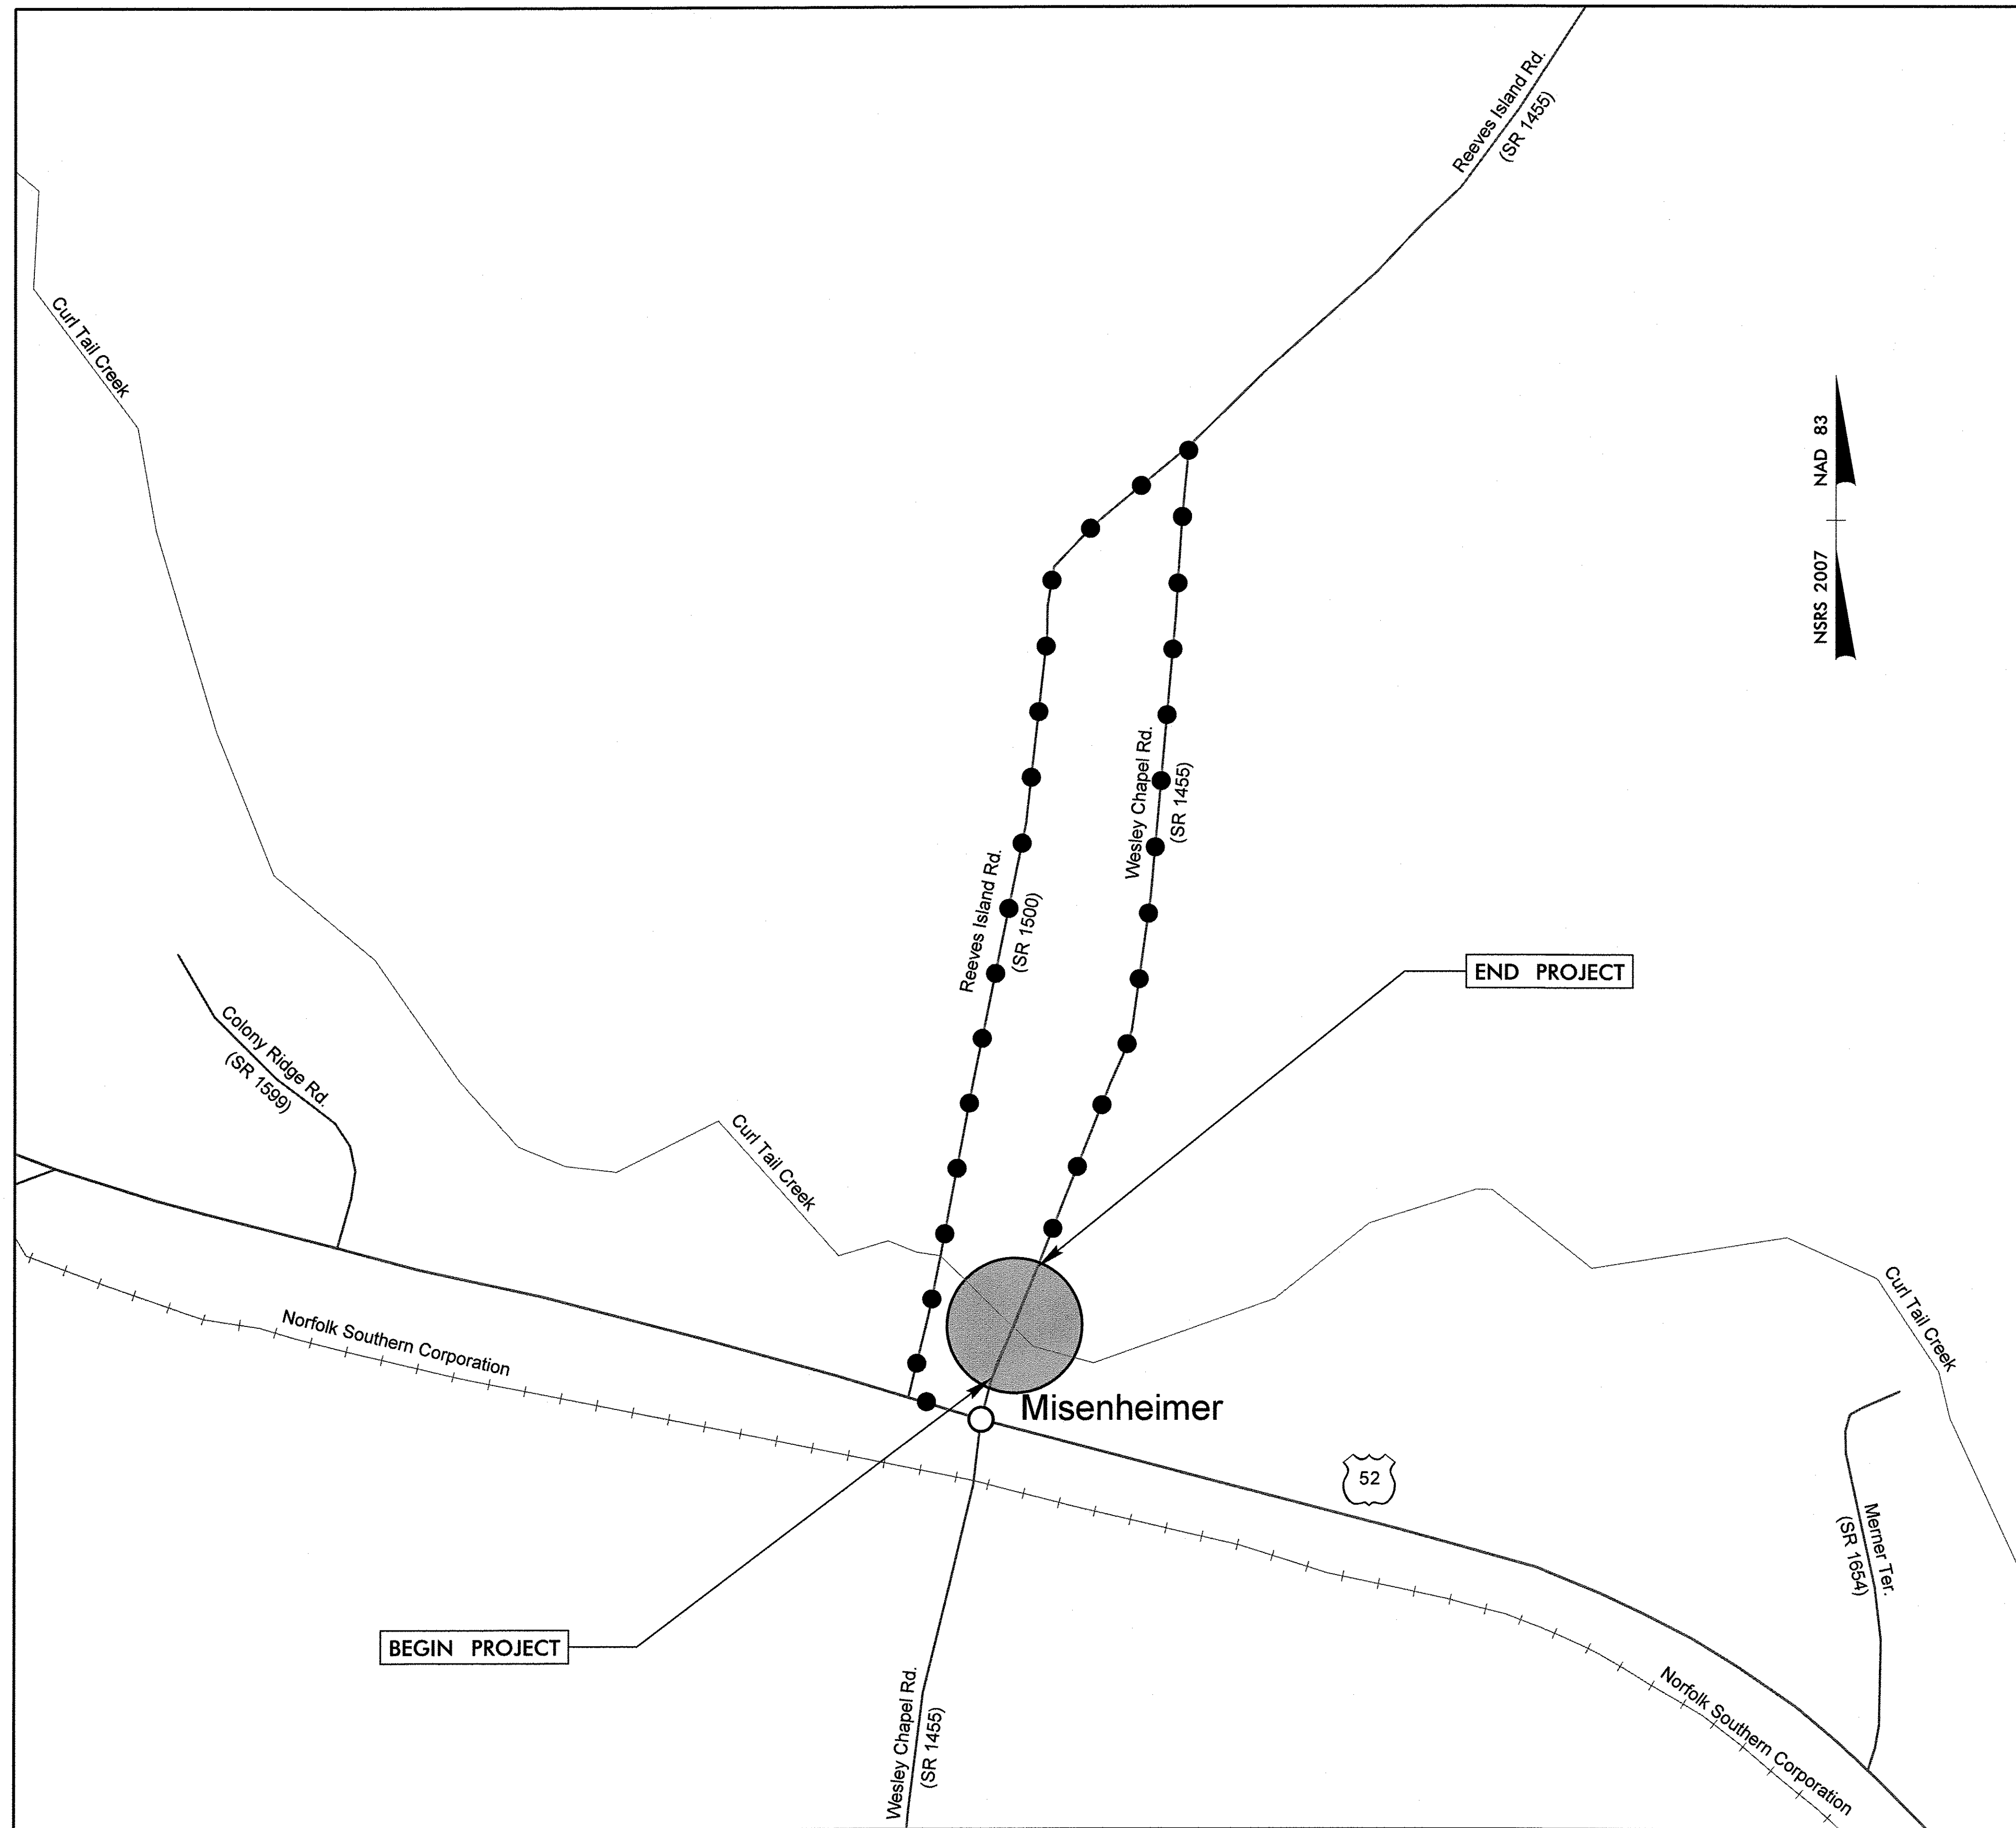 Reeves Island Rd.
(SR 1455)
Curl Tail Creek
NAD 83
NSRS 2007
Wesley Chapel Rd.
(SR 1455)
Reeves Island Rd.
(SR 1500)
END PROJECT
Colony Ridge Rd.
(SR 1599)
Curl Tail Creek
Curl Tail Creek
Norfolk Southern Corporation
Misenheimer
52
Merner Ter.
(SR 1654)
BEGIN PROJECT
Wesley Chapel Rd.
(SR 1455)
Norfolk Southern Corporation